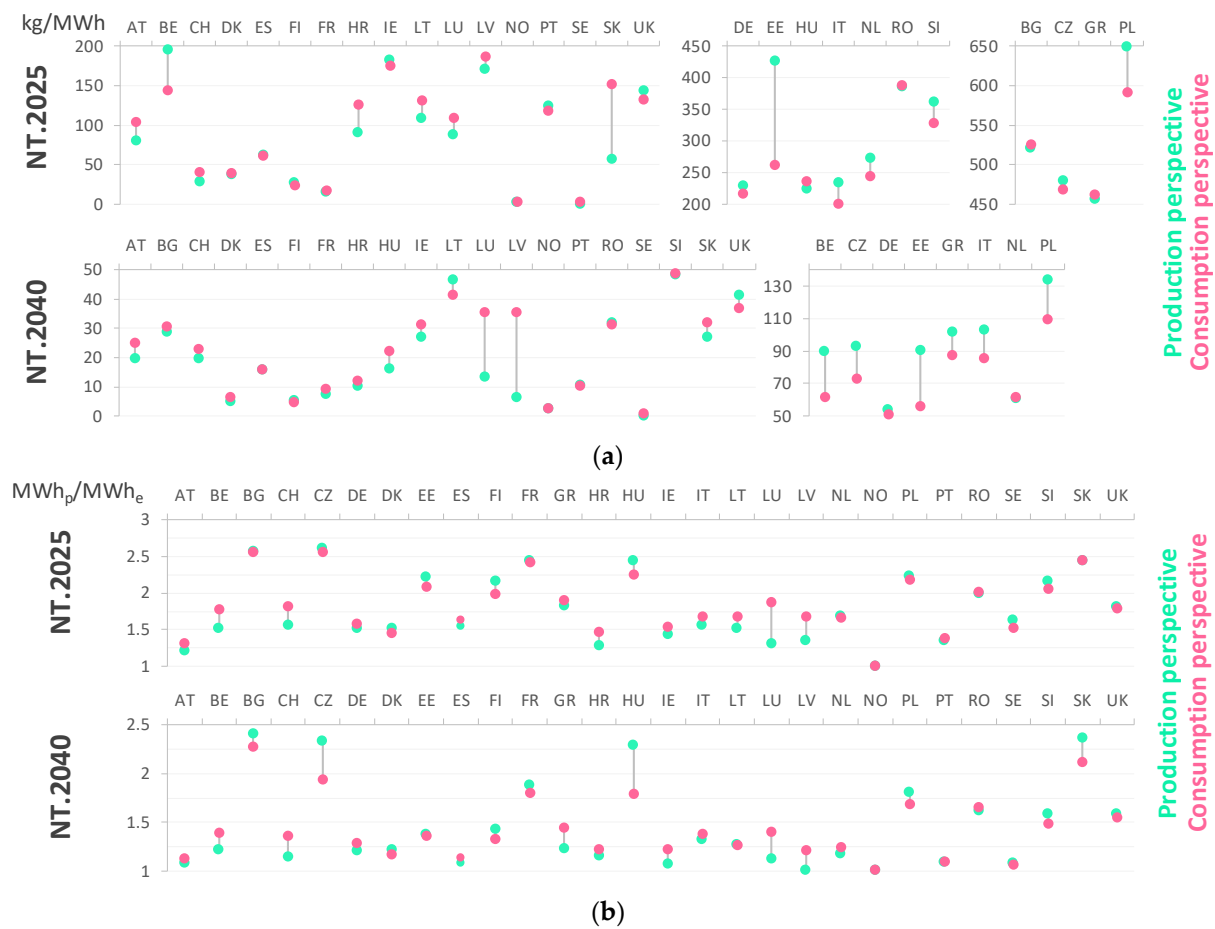 kg/MWh
AT BE CH DK ES FI FR HR IE LT LU LV NO PT SE SK UK
DE EE HU IT NL RO SI
BG CZ GR PL
NT.2025
200
150
100
50
0
450
400
350
300
250
200
650
600
550
500
450
AT BG CH DK ES FI FR HR HU IE LT LU LV NO PT RO SE SI SK UK
BE CZ DE EE GR IT NL PL
NT.2040
50
40
30
20
10
0
130
110
90
70
50
Production perspective
Consumption perspective
(a)
MWhp/MWhe
AT BE BG CH CZ DE DK EE ES FI FR GR HR HU IE IT LT LU LV NL NO PL PT RO SE SI SK UK
NT.2025
3
2.5
2
1.5
1
AT BE BG CH CZ DE DK EE ES FI FR GR HR HU IE IT LT LU LV NL NO PL PT RO SE SI SK UK
NT.2040
2.5
2
1.5
1
Production perspective
Consumption perspective
(b)